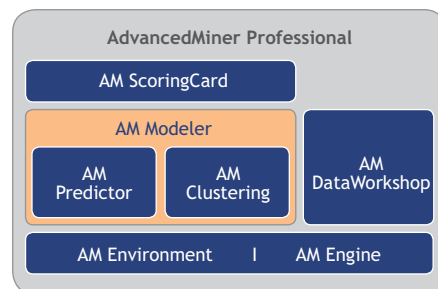 AdvancedMiner Professional
AM ScoringCard
AM Modeler
AM
Predictor
AM
Clustering
AM
DataWorkshop
AM Environment I AM Engine